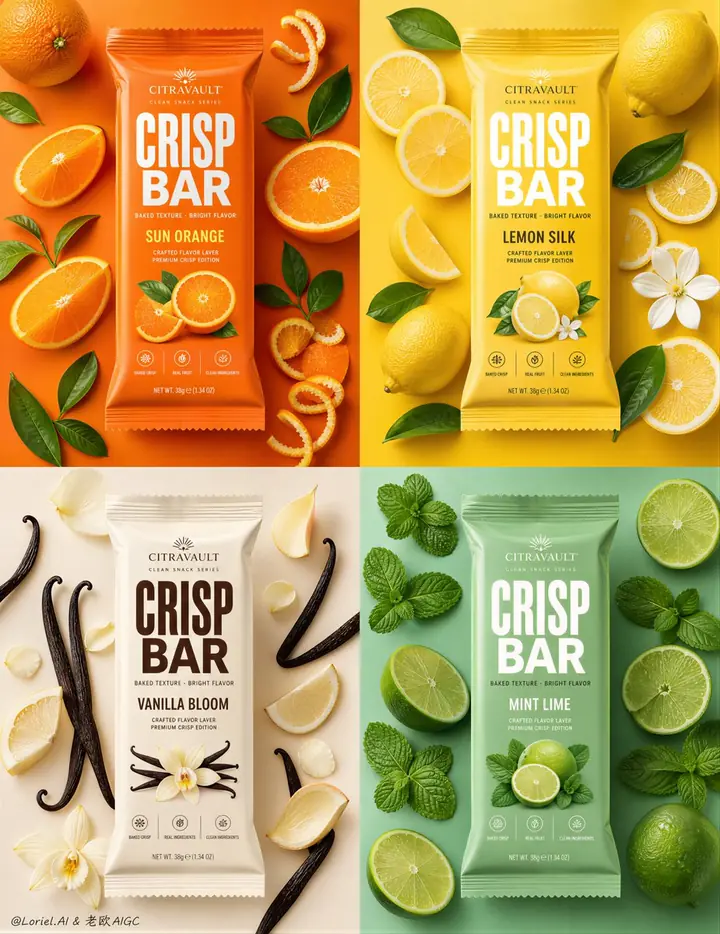 CITRAVAULT
CLEAN SNACK SERIES
CRISP
BAR
BAKED TEXTURE · BRIGHT FLAVOR
SUN ORANGE
CRAFTED FLAVOR LAYER
PREMIUM CRISP EDITION
REAL FRUIT
CLEAN INGREDIENTS
NET WT. 38g ℮ (1.34 OZ)
CITRAVAULT
CLEAN SNACK SERIES
CRISP
BAR
BAKED TEXTURE · BRIGHT FLAVOR
LEMON SILK
CRAFTED FLAVOR LAYER
PREMIUM CRISP EDITION
BAKED CRISP
REAL FRUIT
CLEAN INGREDIENTS
NET WT. 38g ℮ (1.34 OZ)
CITRAVAULT
CLEAN SNACK SERIES
CRISP
BAR
BAKED TEXTURE · BRIGHT FLAVOR
VANILLA BLOOM
CRAFTED FLAVOR LAYER
PREMIUM CRISP EDITION
BAKED CRISP
REAL INGREDIENTS
CLEAN INGREDIENTS
NET WT. 38g ℮ (1.34 OZ)
CITRAVAULT
CLEAN SNACK SERIES
CRISP
BAR
BAKED TEXTURE · BRIGHT FLAVOR
MINT LIME
CRAFTED FLAVOR LAYER
PREMIUM CRISP EDITION
BAKED CRISP
REAL FRUIT
NET WT. 38g ℮ (1.34 OZ)
@Loriel.AI & 老欧AIGC